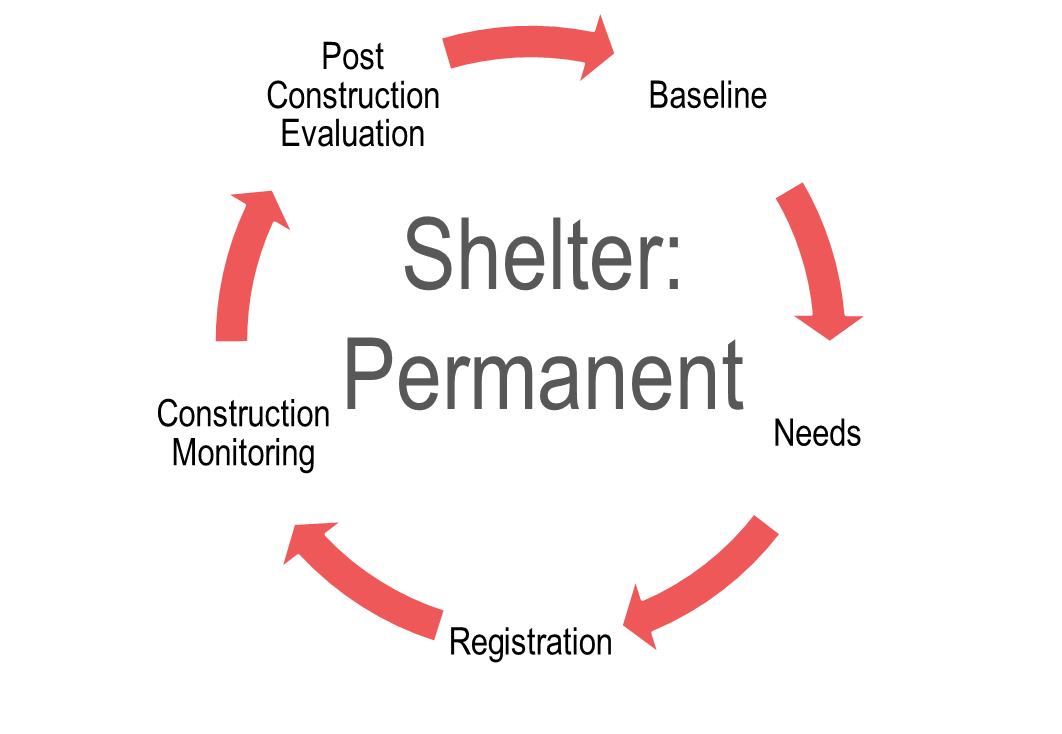 Post
Construction
Evaluation
Baseline
Shelter:
Permanent
Construction
Monitoring
Needs
Registration